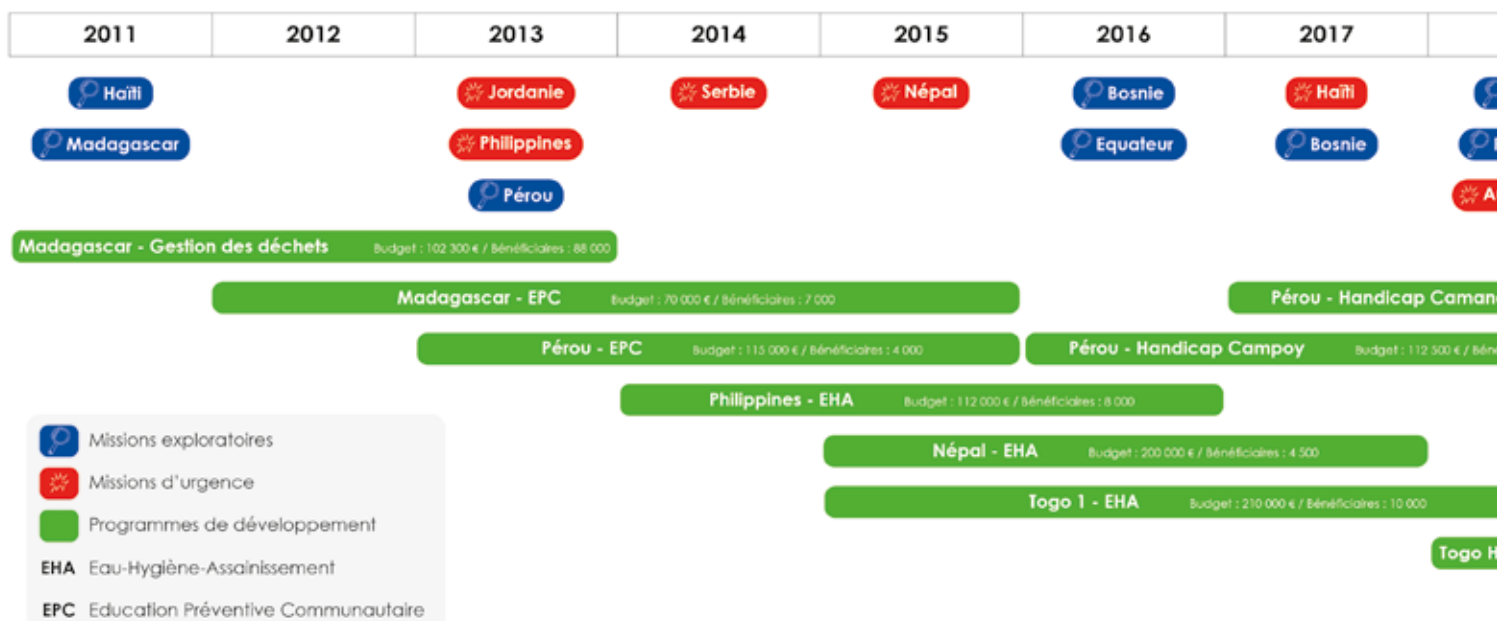 2011 2012 2013 2014 2015 2016 2017
Haïti Jordanie Serbie Népal Bosnie Haïti
Madagascar Philippines Equateur Bosnie
Pérou
Madagascar - Gestion des déchets Budget : 102 300 € / Bénéficiaires : 88 000
Madagascar - EPC Budget : 70 000 € / Bénéficiaires : 7 000 Pérou - Handicap
Pérou - EPC Budget : 115 000 € / Bénéficiaires : 4 000 Pérou - Handicap Campoy Budget : 112 500 € /
Philippines - EHA Budget : 112 000 € / Bénéficiaires : 8 000
Népal - EHA Budget : 200 000 € / Bénéficiaires : 4 500
Togo 1 - EHA Budget : 210 000 € / Bénéficiaires : 10 000
Togo
Missions exploratoires
Missions d'urgence
Programmes de développement
EHA Eau-Hygiène-Assainissement
EPC Education Préventive Communautaire